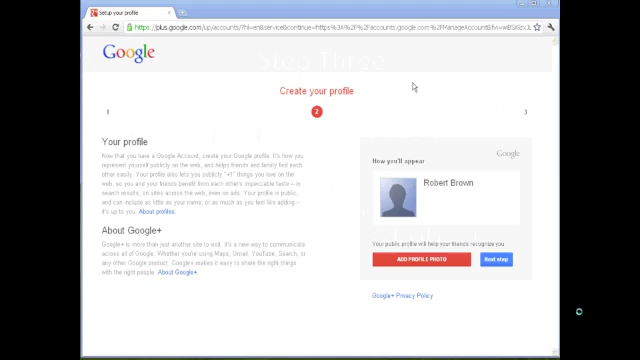 Setup your profile
https://plus.google.com/up/accounts/?hl=en&service&continue=https%3A%2F%2Faccounts.google.com%2FManageAccount&
Google
Step Three
Create your profile
1
2
3
Your profile
Now that you have a Google Account, create your Google profile. It's how you
represent yourself publicly on the web, and helps friends and family find each
other easily. Your profile also lets you publicly "+1" things you love on the
web, so you and your friends benefit from each others' impeccable taste – in
search results, on sites across the web, even on ads. Your profile is public,
and can include as little as your name, or as much as you feel like adding –
it's up to you. About profiles.
About Google+
Google+ is more than just another site to visit. It's a new way to communicate
across all of Google. Whether you're using Maps, Gmail, YouTube, Search, or
any other Google product. Google+ makes it easy to share the right things
with the right people. About Google+.
Google
How you'll appear
Robert Brown
Your public profile will help your friends recognize you
ADD PROFILE PHOTO
Next step
Google+ Privacy Policy